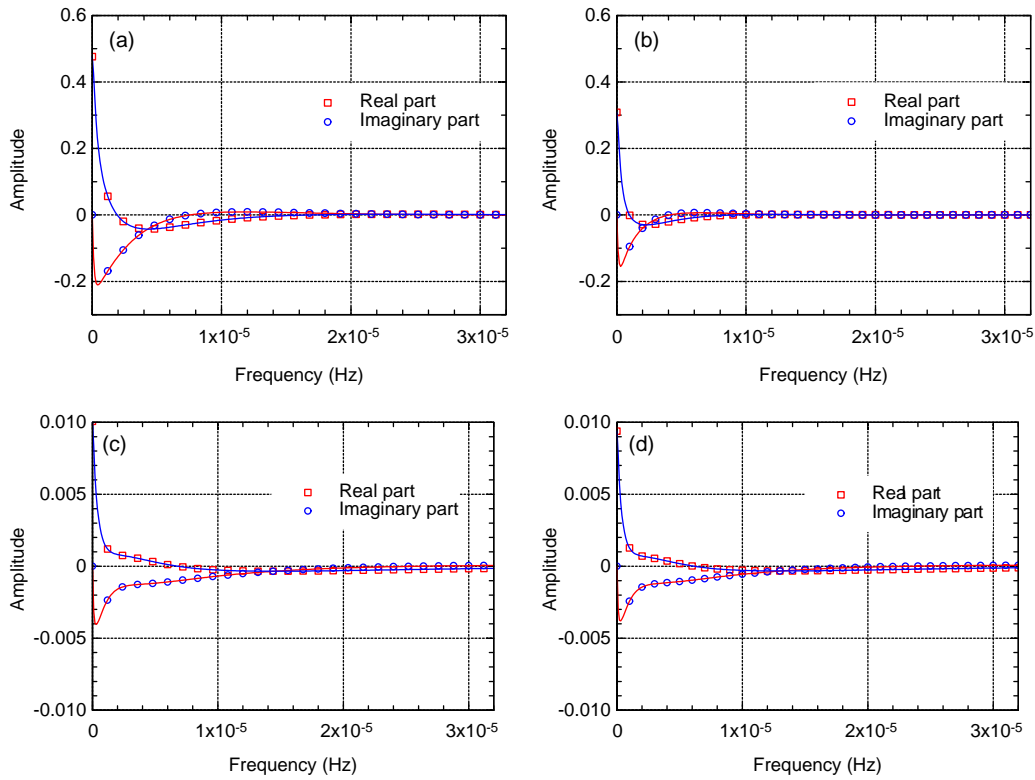 (a)
0.6
0.4
0.2
0
-0.2
Amplitude
Real part
Imaginary part
0
1x10-5
2x10-5
3x10-5
Frequency (Hz)
(b)
0.6
0.4
0.2
0
-0.2
Amplitude
Real part
Imaginary part
0
1x10-5
2x10-5
3x10-5
Frequency (Hz)
(c)
0.010
0.005
0
-0.005
-0.010
Amplitude
Real part
Imaginary part
0
1x10-5
2x10-5
3x10-5
Frequency (Hz)
(d)
0.010
0.005
0
-0.005
-0.010
Amplitude
Real part
Imaginary part
0
1x10-5
2x10-5
3x10-5
Frequency (Hz)